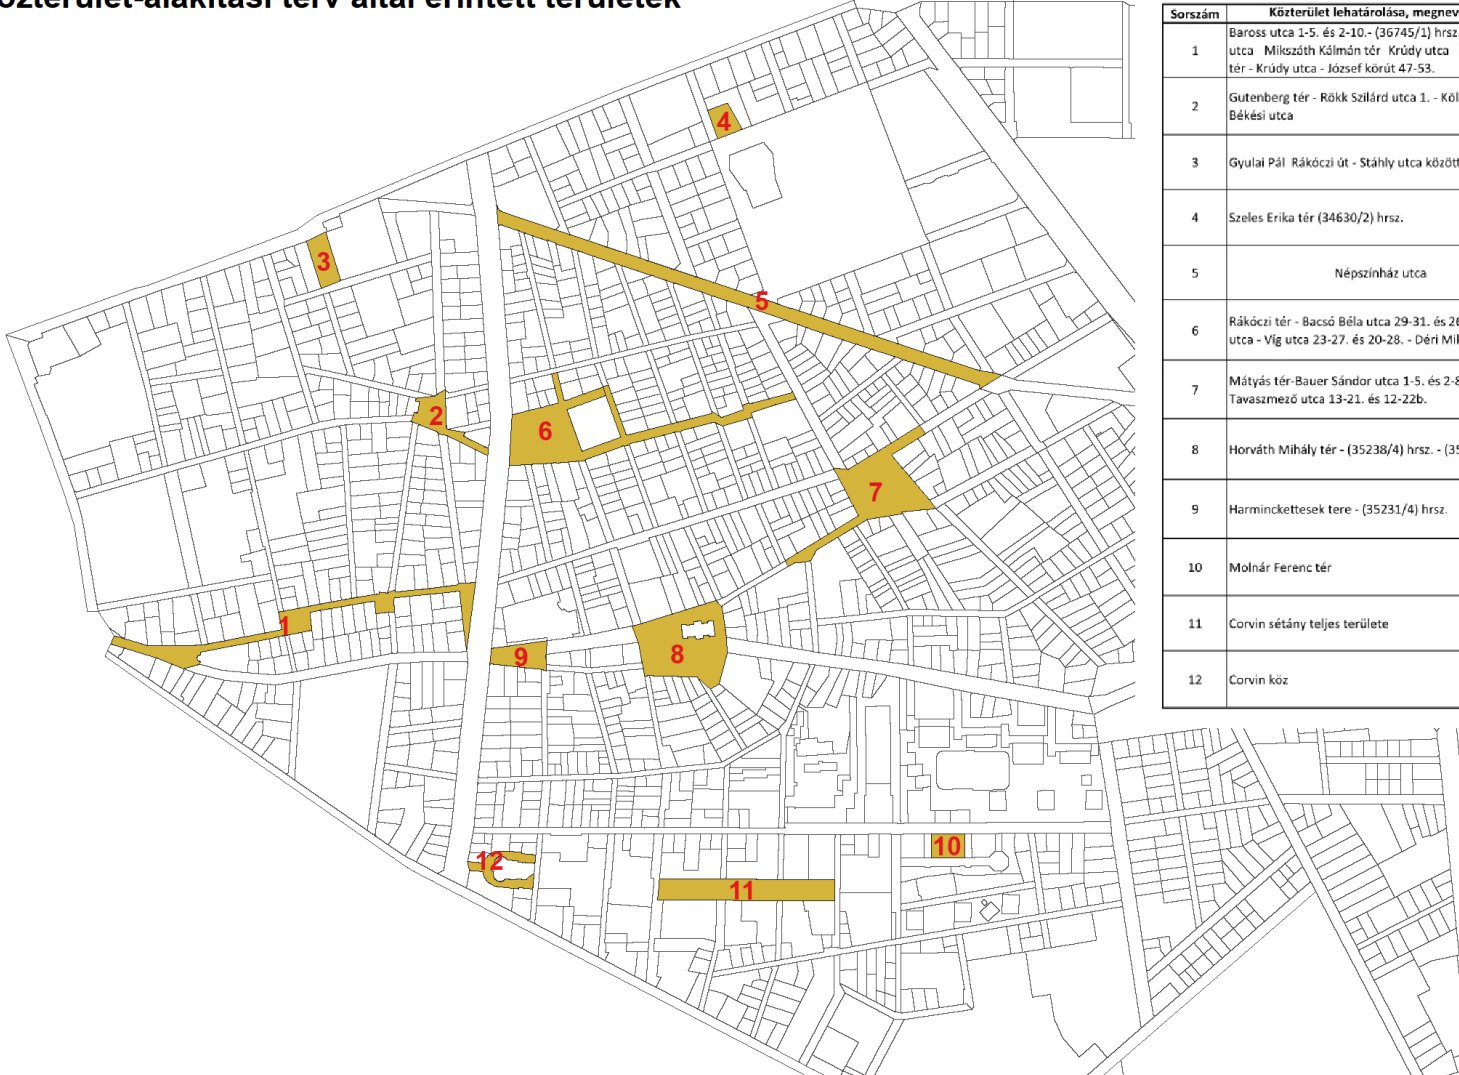 özterület-alakítási terv által érintett területek
Sorszám Közterület lehatárolása, megnev
1 Baross utca 1-5. és 2-10.- (36745/1) hrsz.
utca Mikszáth Kálmán tér Krúdy utca
tér - Krúdy utca - József körút 47-53.
2 Gutenberg tér - Rökk Szilárd utca 1. - Köl
Békési utca
3 Gyulai Pál Rákóczi út - Stáhly utca között
4 Szeles Erika tér (34630/2) hrsz.
5 Népszínház utca
6 Rákóczi tér - Bacsó Béla utca 29-31. és 26
utca - Víg utca 23-27. és 20-28. - Déri Mik
7 Mátyás tér-Bauer Sándor utca 1-5. és 2-8
Tavaszmező utca 13-21. és 12-22b.
8 Horváth Mihály tér - (35238/4) hrsz. - (35
9 Harminckettesek tere - (35231/4) hrsz.
10 Molnár Ferenc tér
11 Corvin sétány teljes területe
12 Corvin köz
4
3
5
2
6
7
1
8
9
10
12
11